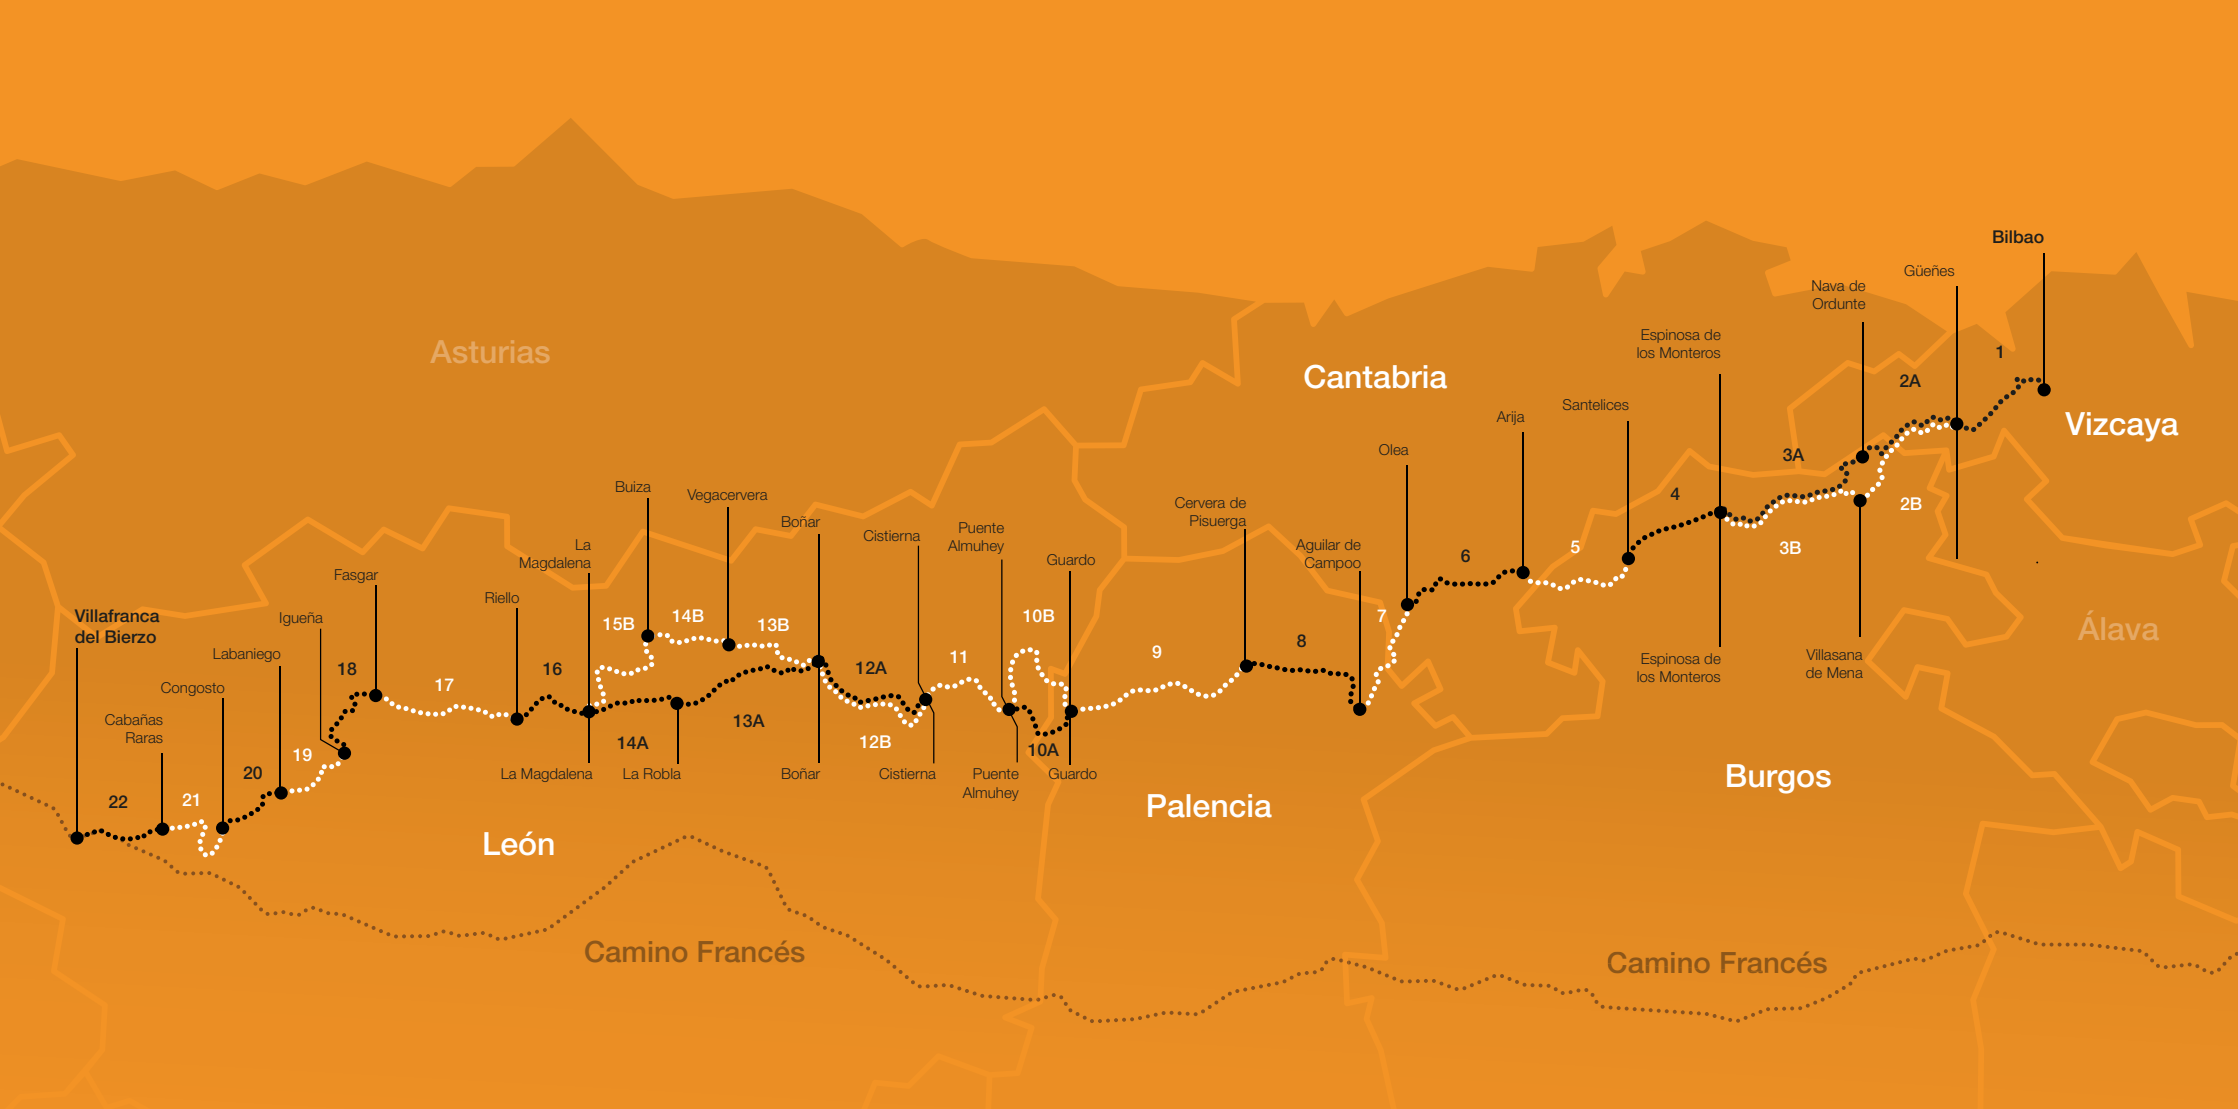 Bilbao
Güeñes
Nava de
Ordunte
Espinosa de
los Monteros
1
Asturias
Cantabria
2A
Santelices
Arija
Vizcaya
Olea
3A
Buiza
Vegacervera
4
2B
Cervera de
Pisuerga
Boñar
Cistierna
Puente
Almuhey
La
Magdalena
Aguilar de
Campoo
5
3B
6
Guardo
Fasgar
Riello
Villafranca
del Bierzo
Igueña
15B
14B
13B
10B
7
Álava
Labaniego
18
16
12A
11
9
8
Espinosa de
los Monteros
Villasana
de Mena
Congosto
17
Cabañas
Raras
13A
14A
12B
10A
19
20
La Magdalena
La Robla
Boñar
Cistierna
Puente
Almuhey
Guardo
Burgos
22
21
Palencia
León
Camino Francés
Camino Francés